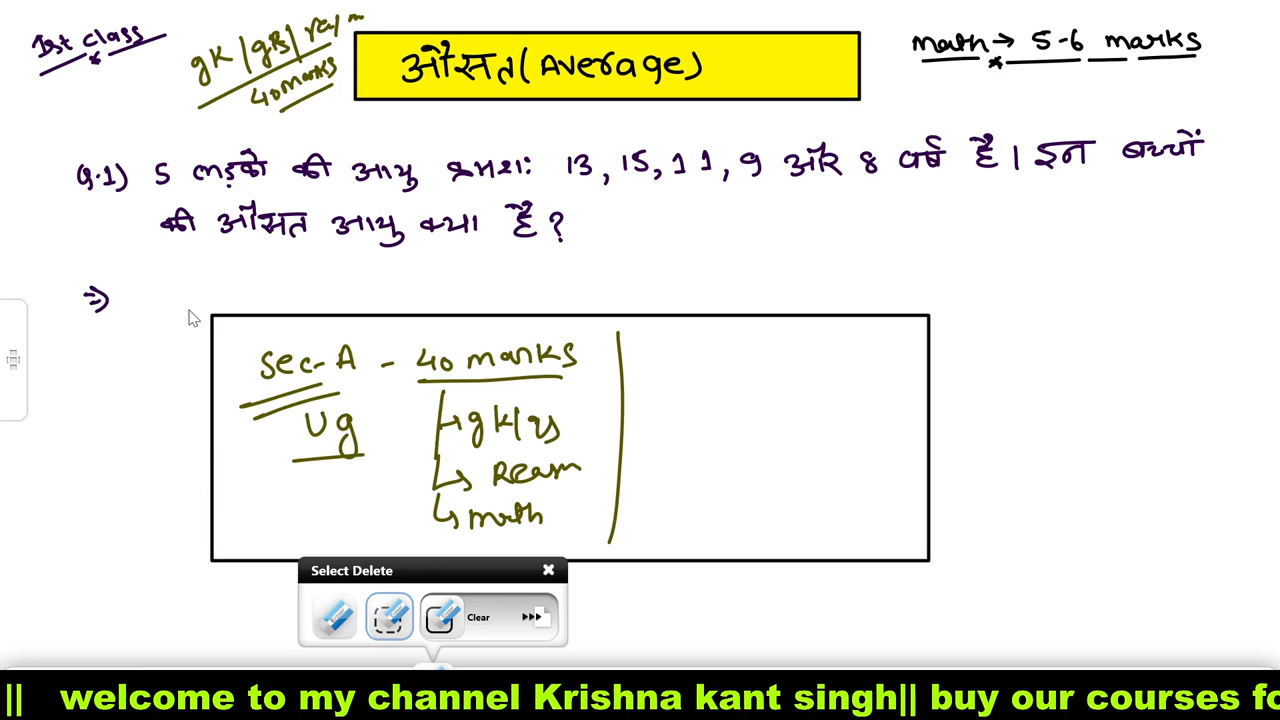 1st class
gk|gs|
40 marks
औसत (Average)
math → 5-6 marks
Q.1) 5 लड़को की आयु क्रमशः 13, 15, 11, 9 और 8 वर्ष है। इन बच्चों
की औसत आयु क्या है?
⇒
Sec-A - 40 marks
Ug
→ gk|gs
↳ Reasn
↳ math
Select Delete
Clear
|| welcome to my channel Krishna kant singh|| buy our courses fo